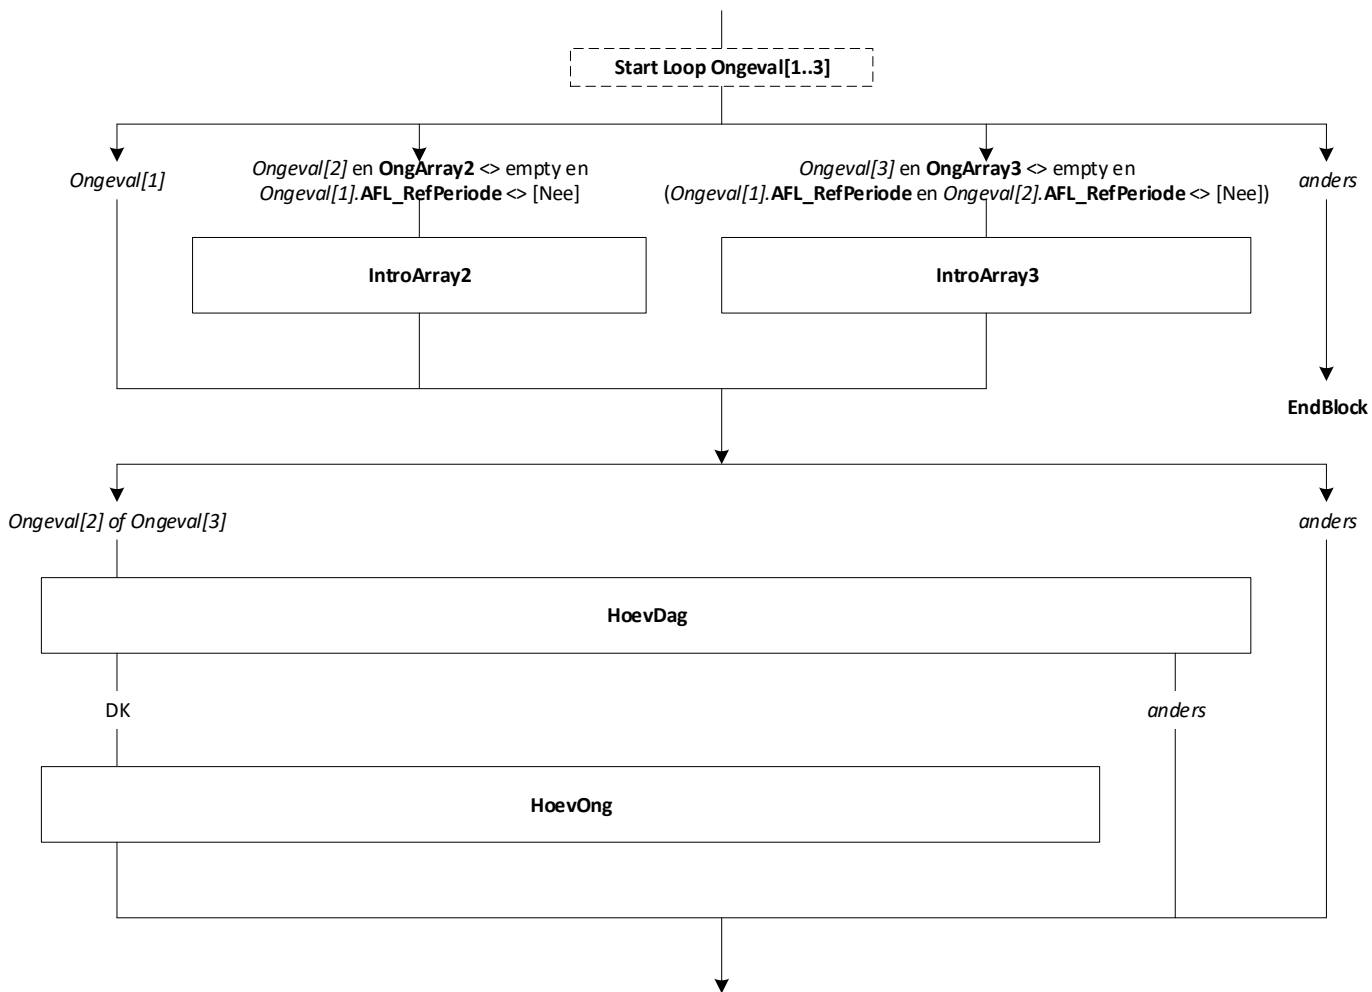 Start Loop Ongeval[1..3]
Ongeval[1]
Ongeval[2] en OngArray2 <> empty en
Ongeval[1].AFL_RefPeriode <> [Nee]
Ongeval[3] en OngArray3 <> empty en
(Ongeval[1].AFL_RefPeriode en Ongeval[2].AFL_RefPeriode <> [Nee])
anders
IntroArray2
IntroArray3
EndBlock
Ongeval[2] of Ongeval[3]
anders
HoevDag
DK
anders
HoevOng